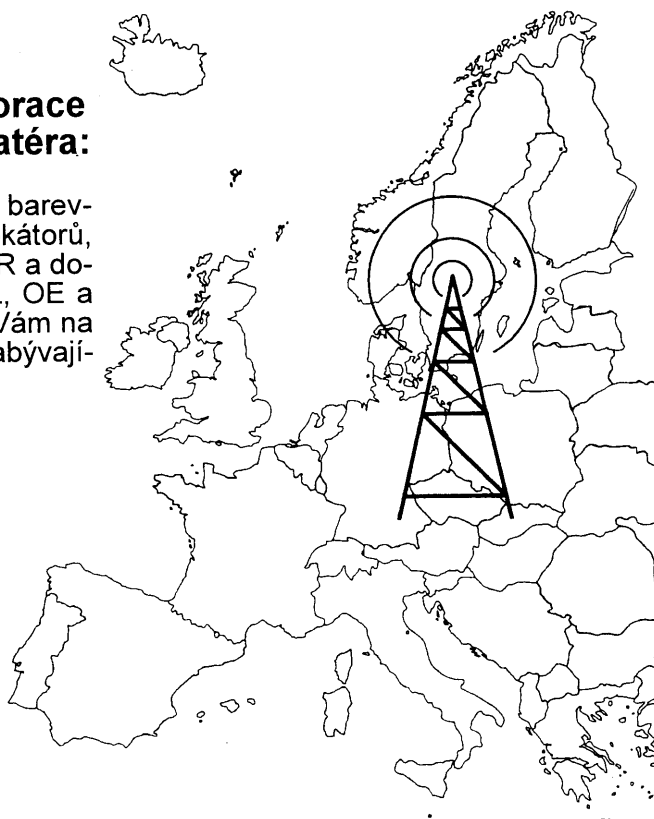 orace
atéra:
barev-
kátorů,
R a do-
., OE a
Vám na
abývají-